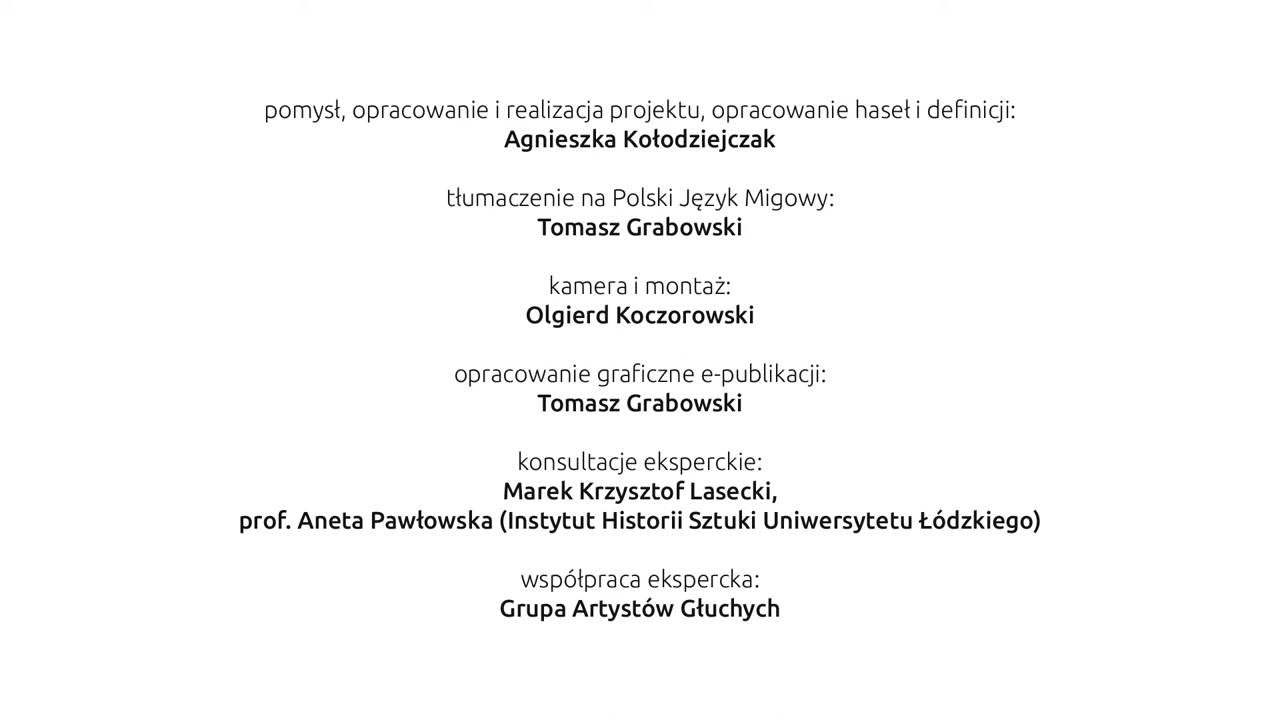 pomysł, opracowanie i realizacja projektu, opracowanie haseł i definicji:
Agnieszka Kołodziejczak
tłumaczenie na Polski Język Migowy:
Tomasz Grabowski
kamera i montaż:
Olgierd Koczorowski
opracowanie graficzne e-publikacji:
Tomasz Grabowski
konsultacje eksperckie:
Marek Krzysztof Lasecki,
prof. Aneta Pawłowska (Instytut Historii Sztuki Uniwersytetu Łódzkiego)
współpraca ekspercka:
Grupa Artystów Głuchych